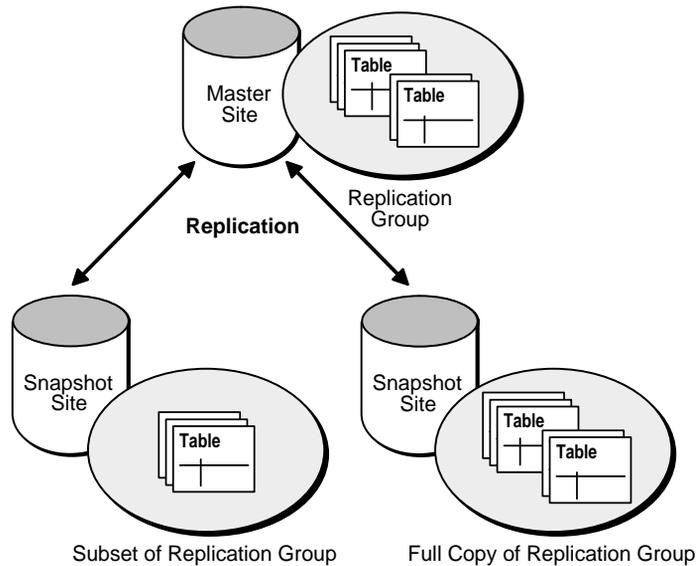 Master
Site
Table
Table
Replication
Group
Replication
Snapshot
Site
Table
Subset of Replication Group
Snapshot
Site
Table
Table
Full Copy of Replication Group